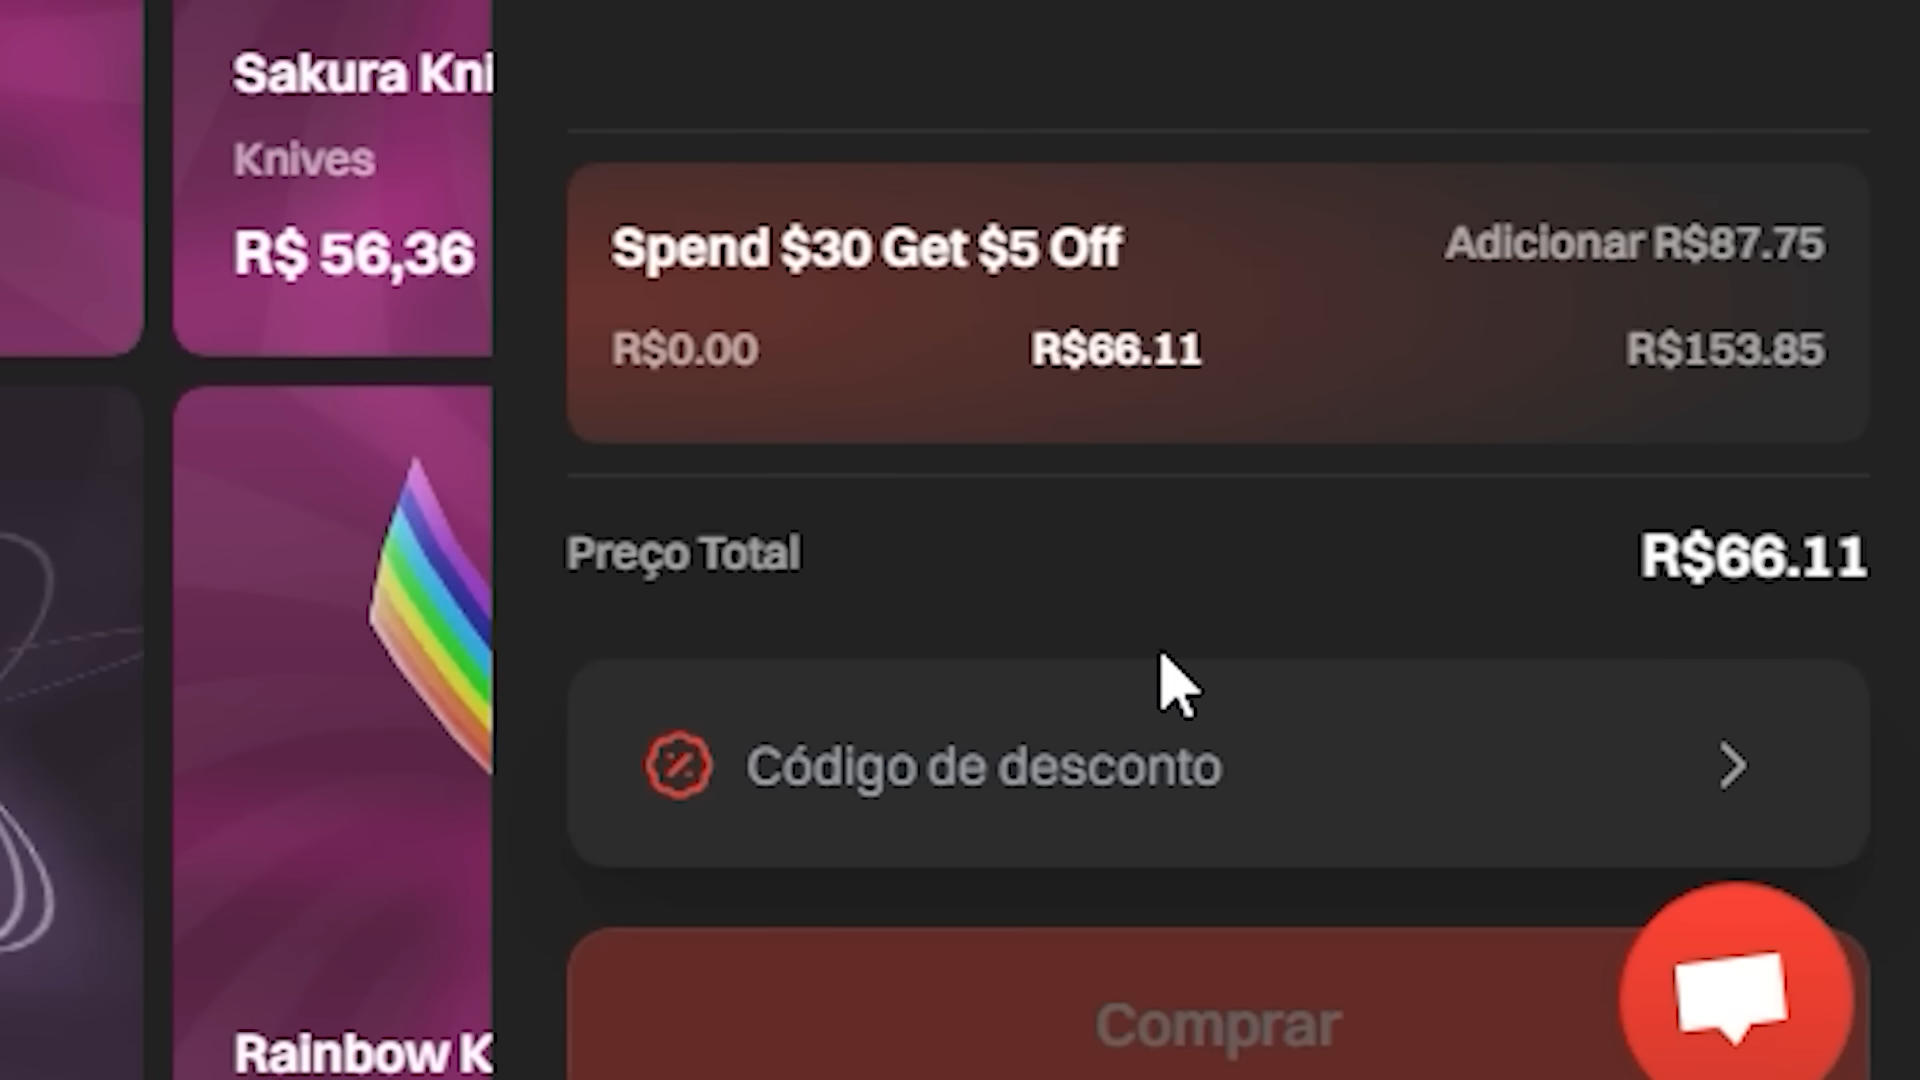 Sakura Kni
Knives
R$ 56,36
Rainbow K
Spend $30 Get $5 Off
Adicionar R$87.75
R$0.00
R$66.11
R$153.85
Preço Total
R$66.11
Código de desconto
Comprar